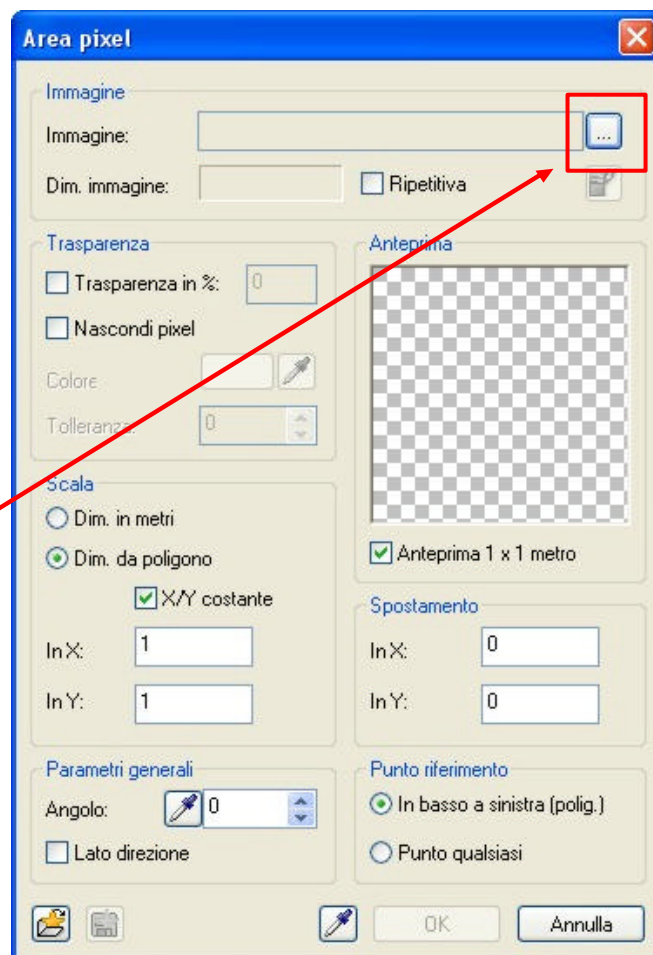 Area pixel
Immagine
Immagine: ...
Dim. immagine: Ripetitiva
Trasparenza
Trasparenza in %: 0
Nascondi pixel
Colore
Tolleranza: 0
Anteprima
Anteprima 1 x 1 metro
Scala
Dim. in metri
Dim. da poligono
X/Y costante
In X: 1
In Y: 1
Spostamento
In X: 0
In Y: 0
Parametri generali
Angolo: 0
Lato direzione
Punto riferimento
In basso a sinistra (polig.)
Punto qualsiasi
OK Annulla